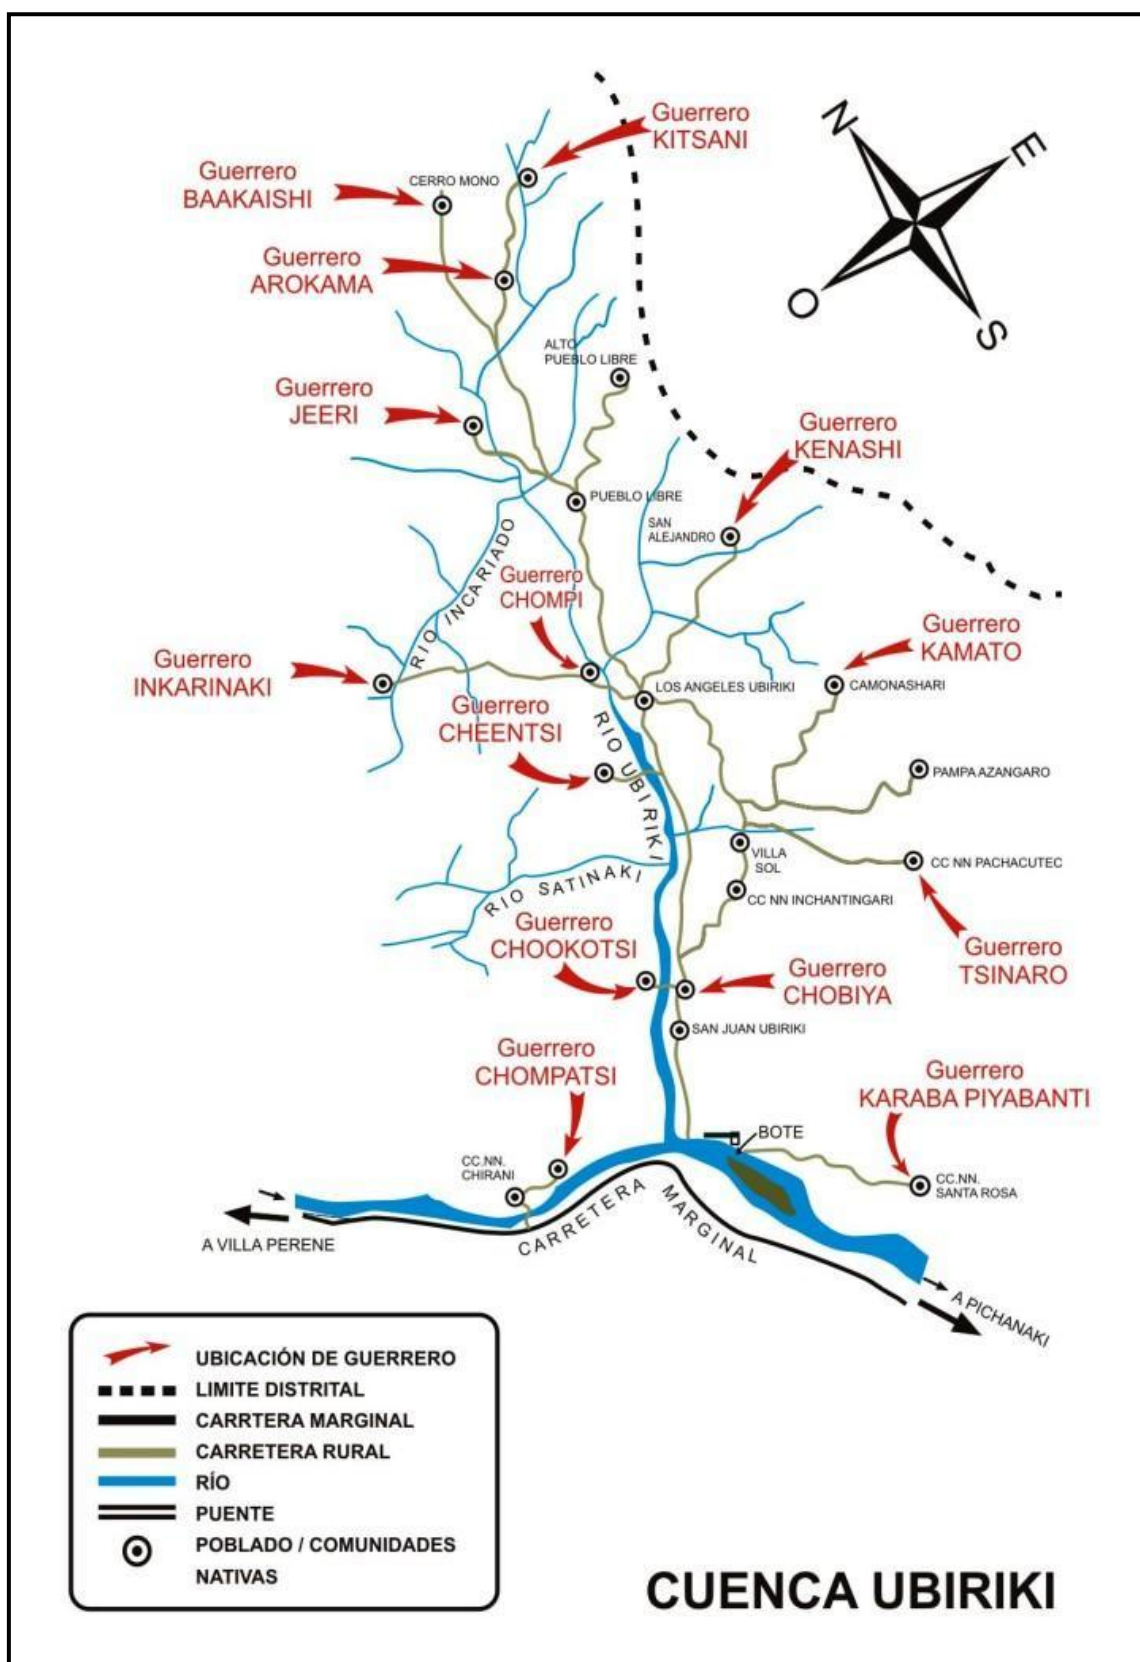 Guerrero
KITSANI
N
E
O
S
Guerrero
BAAKAISHI
CERRO MONO
Guerrero
AROKAMA
ALTO
PUEBLO LIBRE
Guerrero
JEERI
Guerrero
KENASHI
PUEBLO LIBRE
SAN
ALEJANDRO
RIO INCARIADO
Guerrero
CHOMPI
Guerrero
KAMATO
Guerrero
INKARINAKI
LOS ANGELES UBIRIKI
CAMONASHARI
Guerrero
CHEENTSI
RIO UBIRIKI
PAMPA AZANGARO
VILLA
SOL
CC NN PACHACUTEC
RIO SATINAKI
CC NN INCHANTINGARI
Guerrero
CHOOKOTSI
Guerrero
TSINARO
Guerrero
CHOBIYA
SAN JUAN UBIRIKI
Guerrero
CHOMPATSI
Guerrero
KARABA PIYABANTI
BOTE
CC.NN.
CHIRANI
CC.NN.
SANTA ROSA
CARRETERA MARGINAL
A VILLA PERENE
A PICHANAKI
UBICACIÓN DE GUERRERO
LIMITE DISTRITAL
CARRTERA MARGINAL
CARRETERA RURAL
RÍO
PUENTE
POBLADO / COMUNIDADES
NATIVAS
CUENCA UBIRIKI